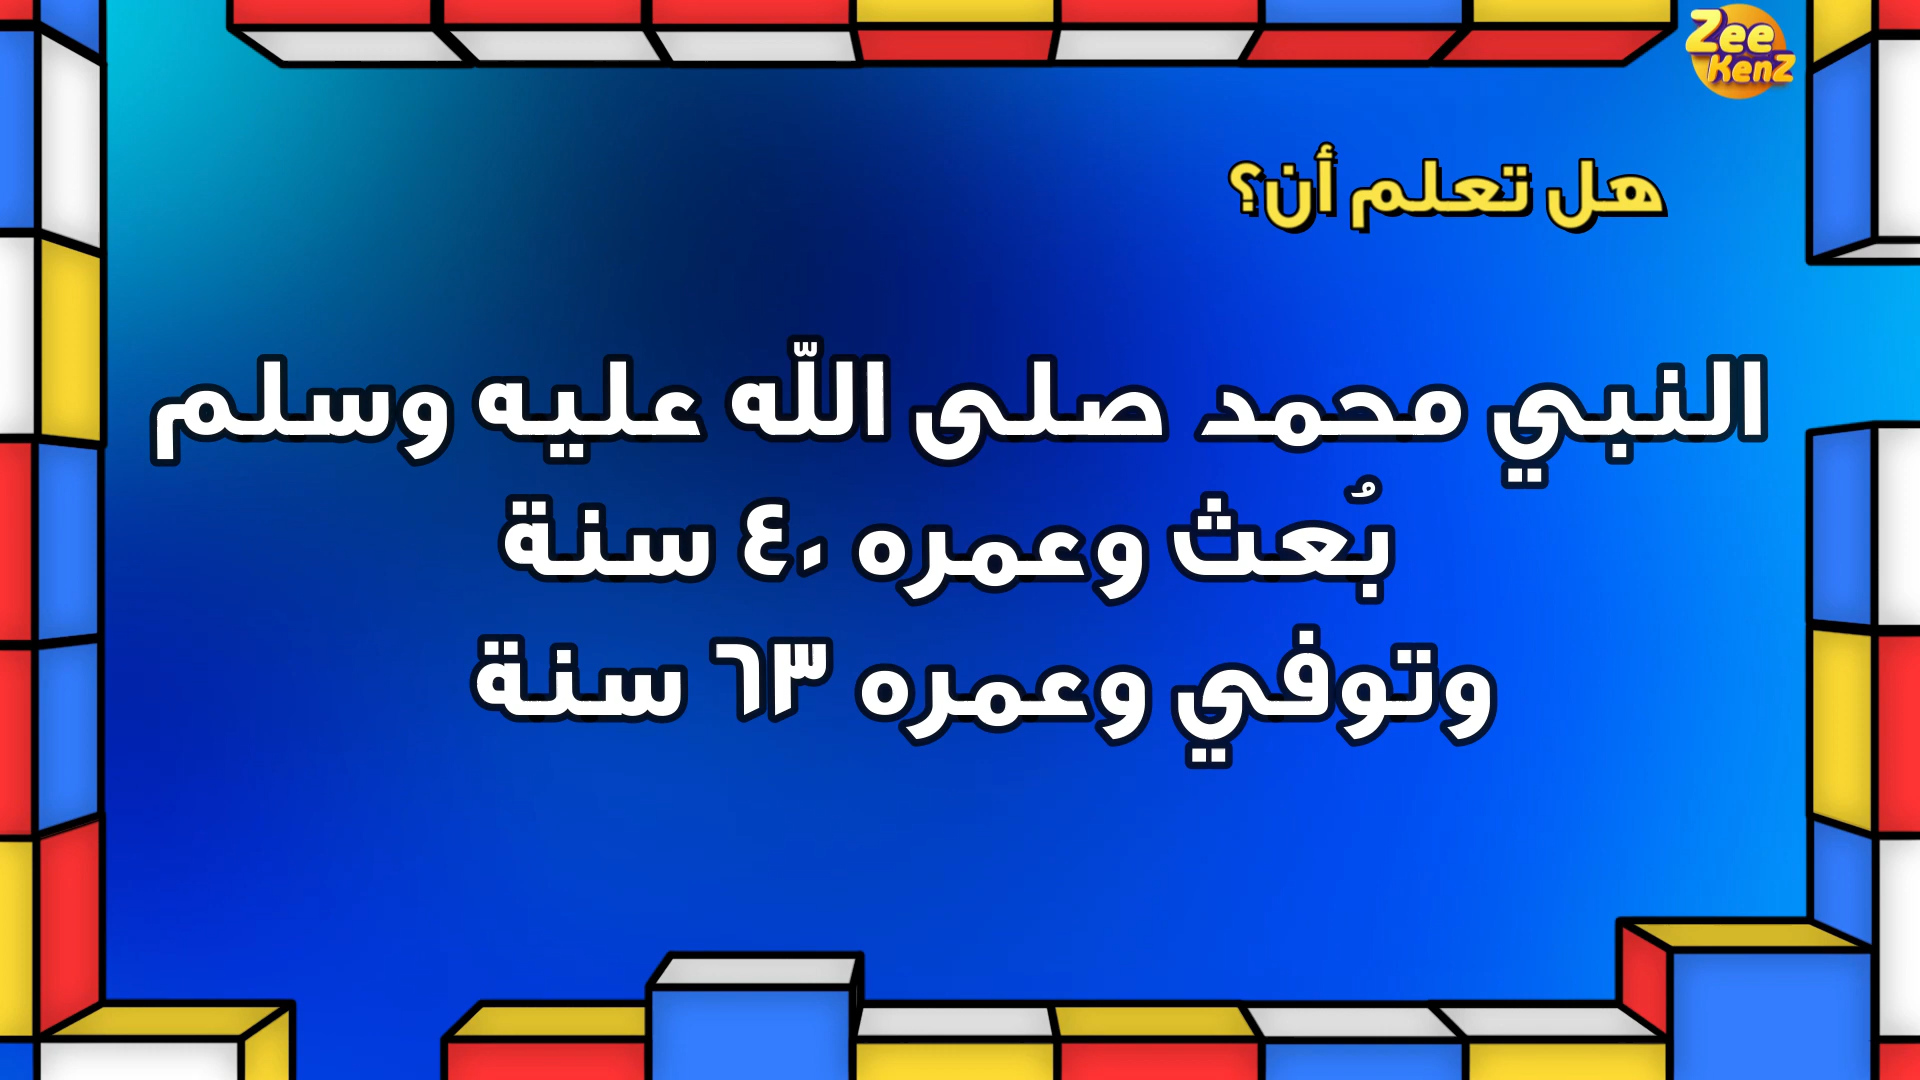 Zee
KenZ
هل تعلم أن؟
النبي محمد صلى اللّه عليه وسلم
بُعث وعمره ٤٠ سنة
وتوفي وعمره ٦٣ سنة